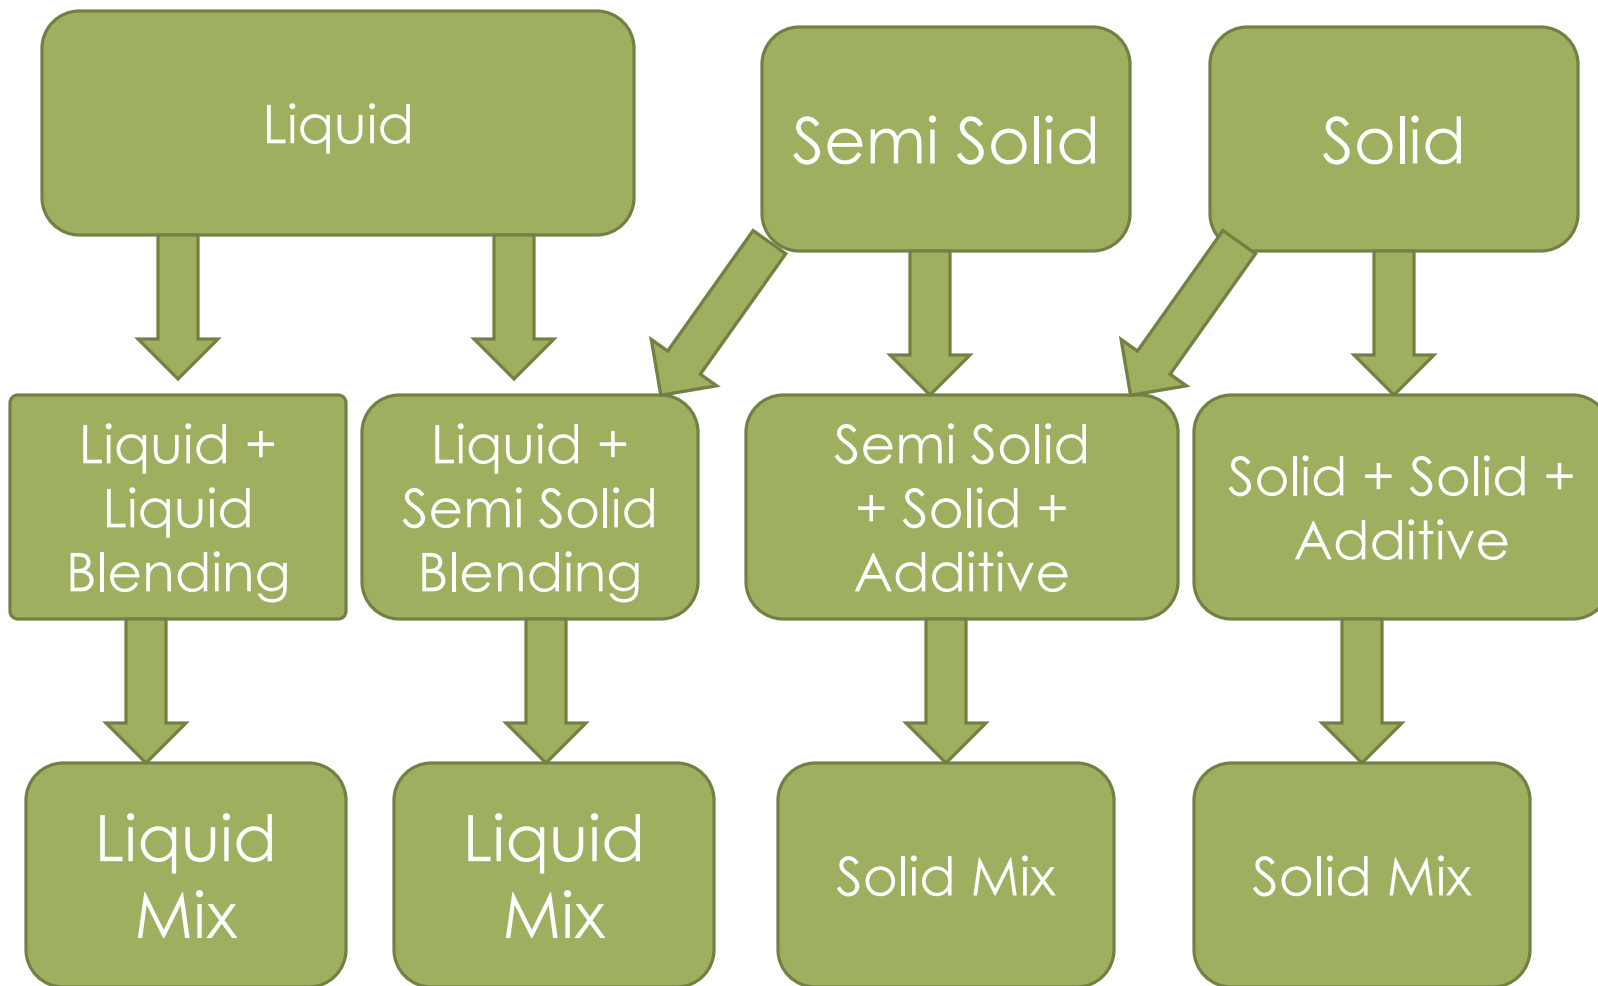 Liquid
Semi Solid
Solid
Liquid +
Liquid
Blending
Liquid +
Semi Solid
Blending
Semi Solid
+ Solid +
Additive
Solid + Solid +
Additive
Liquid
Mix
Liquid
Mix
Solid Mix
Solid Mix